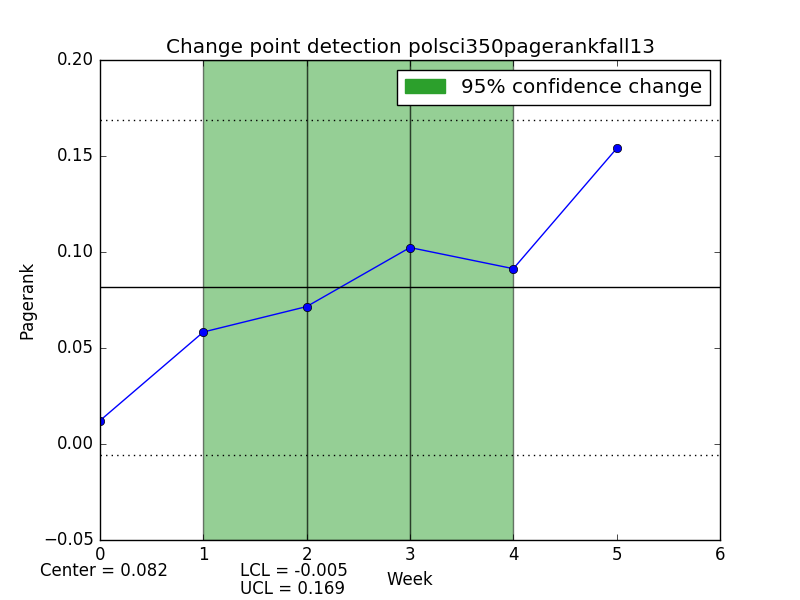 Change point detection polsci350pagerankfall13
95% confidence change
0.20
0.15
0.10
0.05
0.00
−0.05
Pagerank
0 1 2 3 4 5 6
Center = 0.082 LCL = -0.005 Week
UCL = 0.169